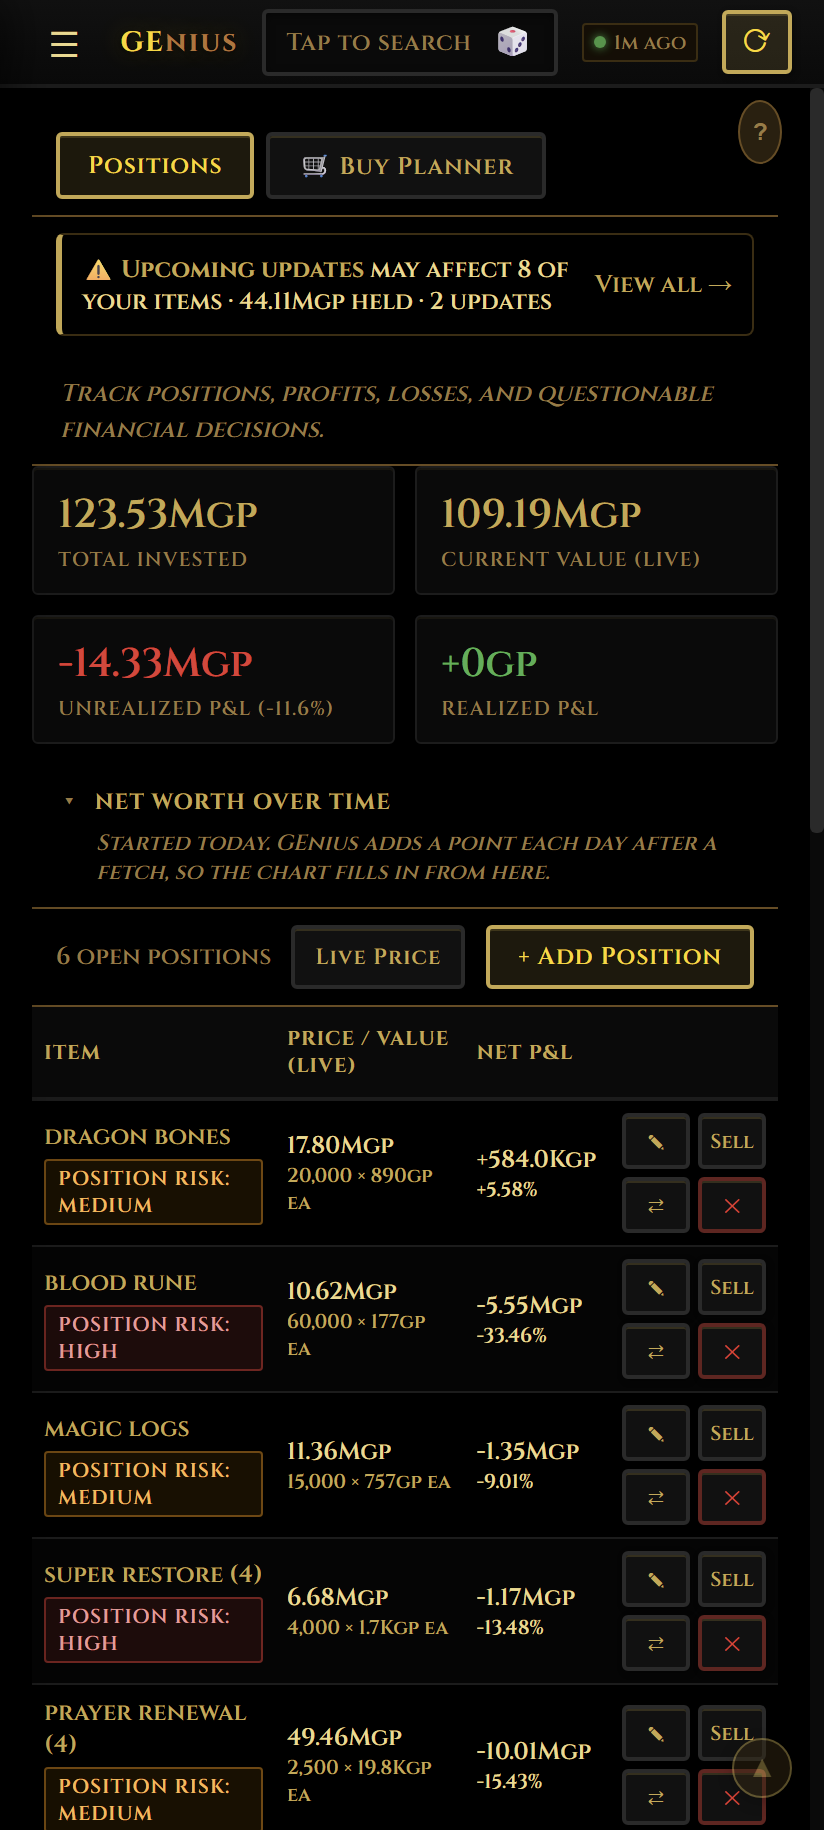 ☰ GENIUS TAP TO SEARCH 1M AGO ⟳
?
POSITIONS BUY PLANNER
⚠ UPCOMING UPDATES MAY AFFECT 8 OF
YOUR ITEMS · 44.11MGP HELD · 2 UPDATES
VIEW ALL →
TRACK POSITIONS, PROFITS, LOSSES, AND QUESTIONABLE
FINANCIAL DECISIONS.
123.53MGP
TOTAL INVESTED
109.19MGP
CURRENT VALUE (LIVE)
-14.33MGP
UNREALIZED P&L (-11.6%)
+0GP
REALIZED P&L
▾ NET WORTH OVER TIME
STARTED TODAY. GENIUS ADDS A POINT EACH DAY AFTER A
FETCH, SO THE CHART FILLS IN FROM HERE.
6 OPEN POSITIONS LIVE PRICE + ADD POSITION
ITEM
PRICE / VALUE
(LIVE)
NET P&L
DRAGON BONES
POSITION RISK:
MEDIUM
17.80MGP
20,000 × 890GP
EA
+584.0KGP
+5.58%
✎ SELL
⇄ ×
BLOOD RUNE
POSITION RISK:
HIGH
10.62MGP
60,000 × 177GP
EA
-5.55MGP
-33.46%
✎ SELL
⇄ ×
MAGIC LOGS
POSITION RISK:
MEDIUM
11.36MGP
15,000 × 757GP EA
-1.35MGP
-9.01%
✎ SELL
⇄ ×
SUPER RESTORE (4)
POSITION RISK:
HIGH
6.68MGP
4,000 × 1.7KGP EA
-1.17MGP
-13.48%
✎ SELL
⇄ ×
PRAYER RENEWAL
(4)
POSITION RISK:
MEDIUM
49.46MGP
2,500 × 19.8KGP
EA
-10.01MGP
-15.43%
✎ SELL
⇄ ×
▲